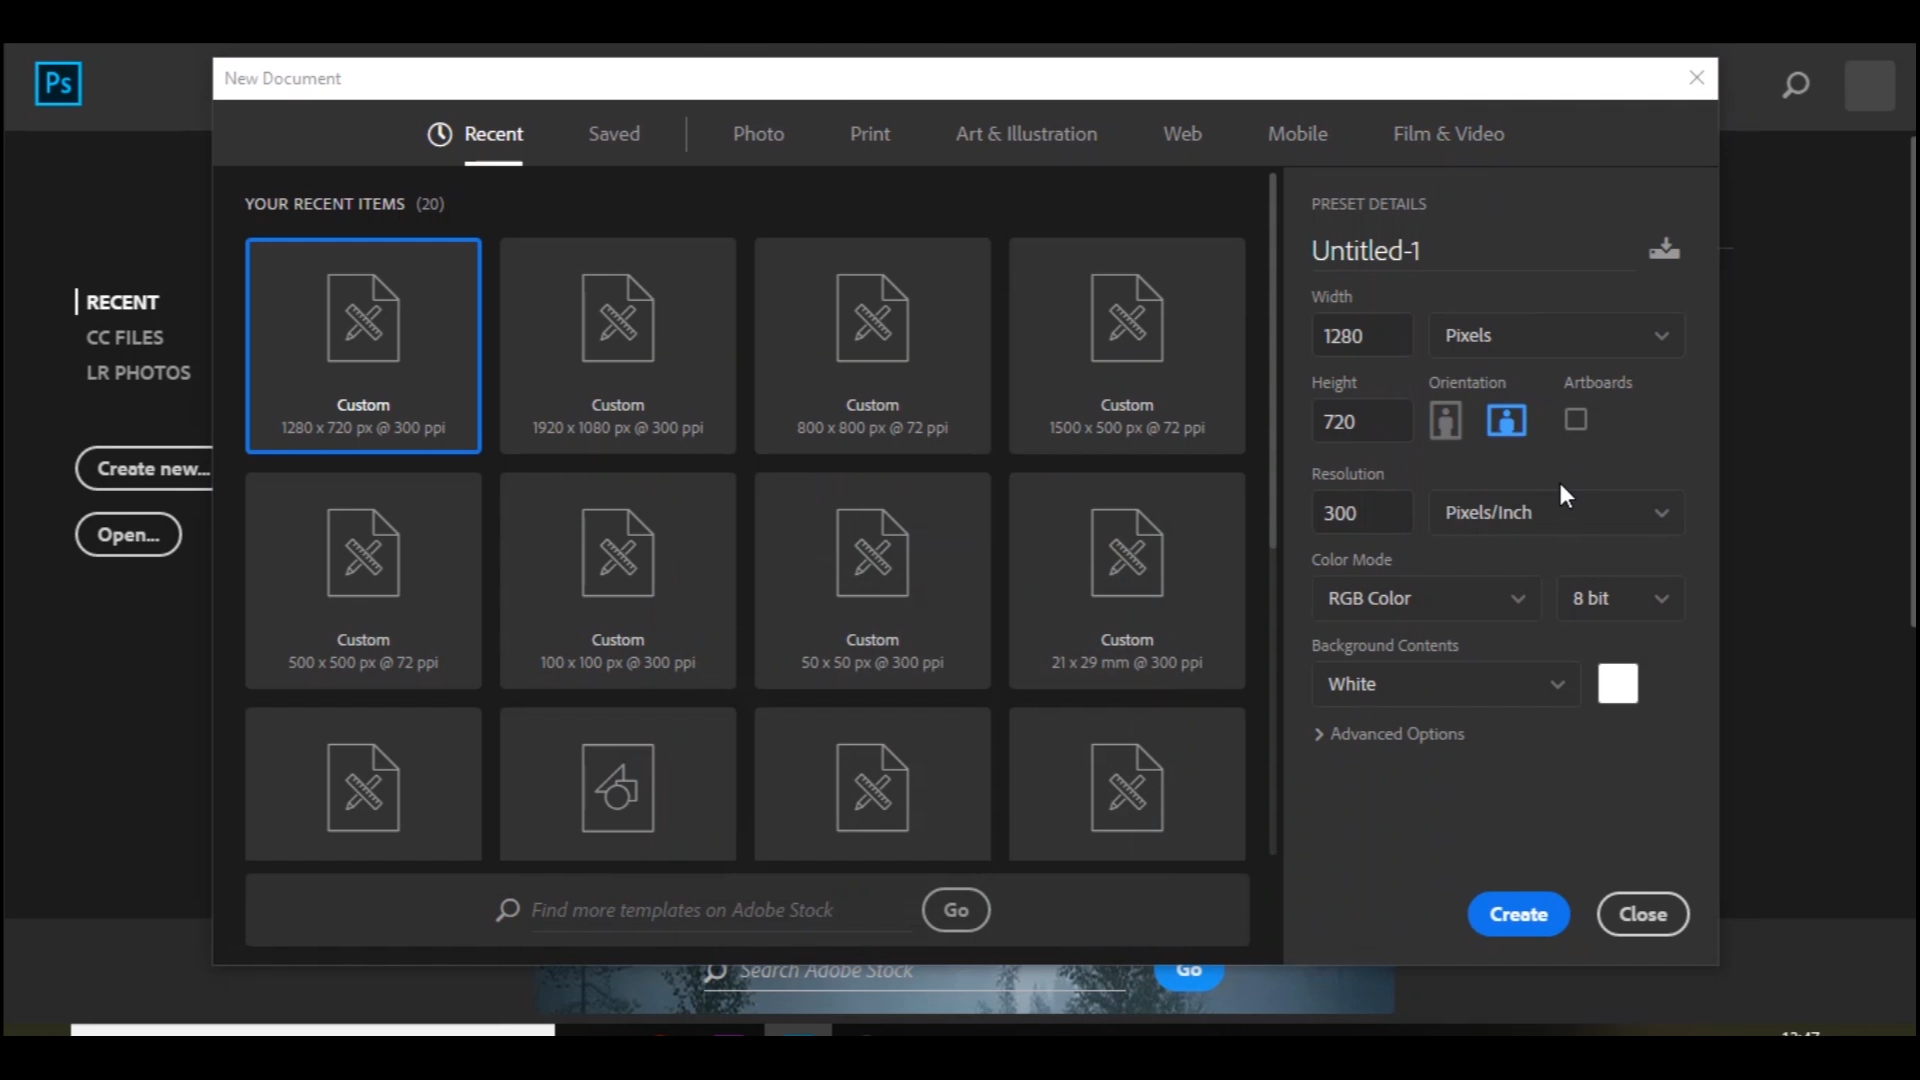 Ps
New Document
Recent
Saved
Photo
Print
Art & Illustration
Web
Mobile
Film & Video
YOUR RECENT ITEMS (20)
PRESET DETAILS
Untitled-1
Width
1280
Pixels
Height
Orientation
Artboards
720
Resolution
300
Pixels/Inch
Color Mode
RGB Color
8 bit
Background Contents
White
Advanced Options
Create
Close
RECENT
CC FILES
LR PHOTOS
Create new...
Open...
Custom
1280 x 720 px @ 300 ppi
Custom
1920 x 1080 px @ 300 ppi
Custom
800 x 800 px @ 72 ppi
Custom
1500 x 500 px @ 72 ppi
Custom
500 x 500 px @ 72 ppi
Custom
100 x 100 px @ 300 ppi
Custom
50 x 50 px @ 300 ppi
Custom
21 x 29 mm @ 300 ppi
Find more templates on Adobe Stock
Go
Search Adobe Stock
Go